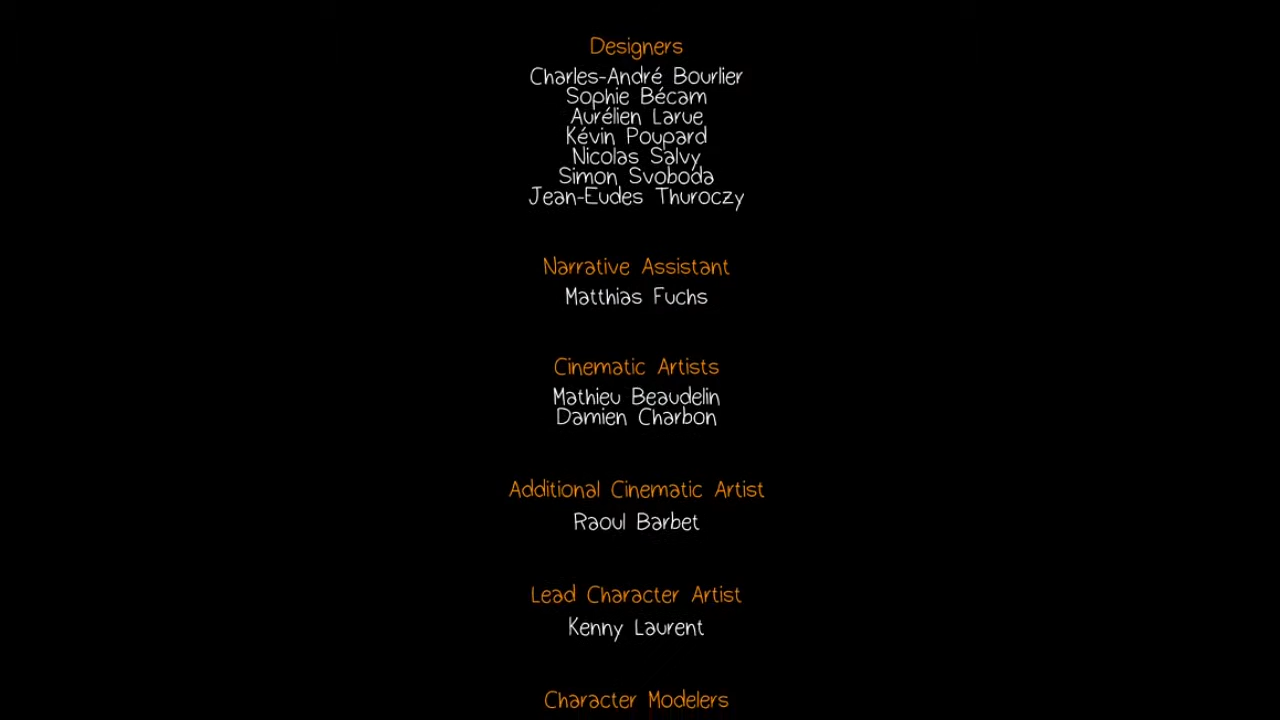 Designers
Charles-André Bourlier
Sophie Bécam
Aurélien Larue
Kévin Poupard
Nicolas Salvy
Simon Svoboda
Jean-Eudes Thuroczy
Narrative Assistant
Matthias Fuchs
Cinematic Artists
Mathieu Beaudelin
Damien Charbon
Additional Cinematic Artist
Raoul Barbet
Lead Character Artist
Kenny Laurent
Character Modelers